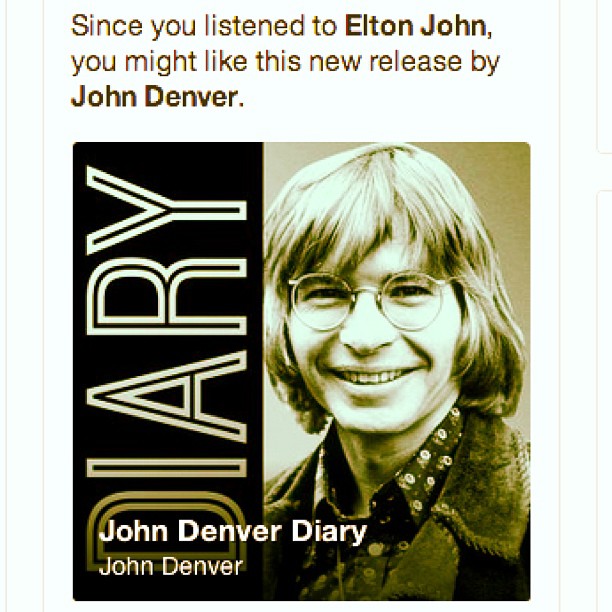 Since you listened to Elton John,
you might like this new release by
John Denver.
DIARY
John Denver Diary
John Denver